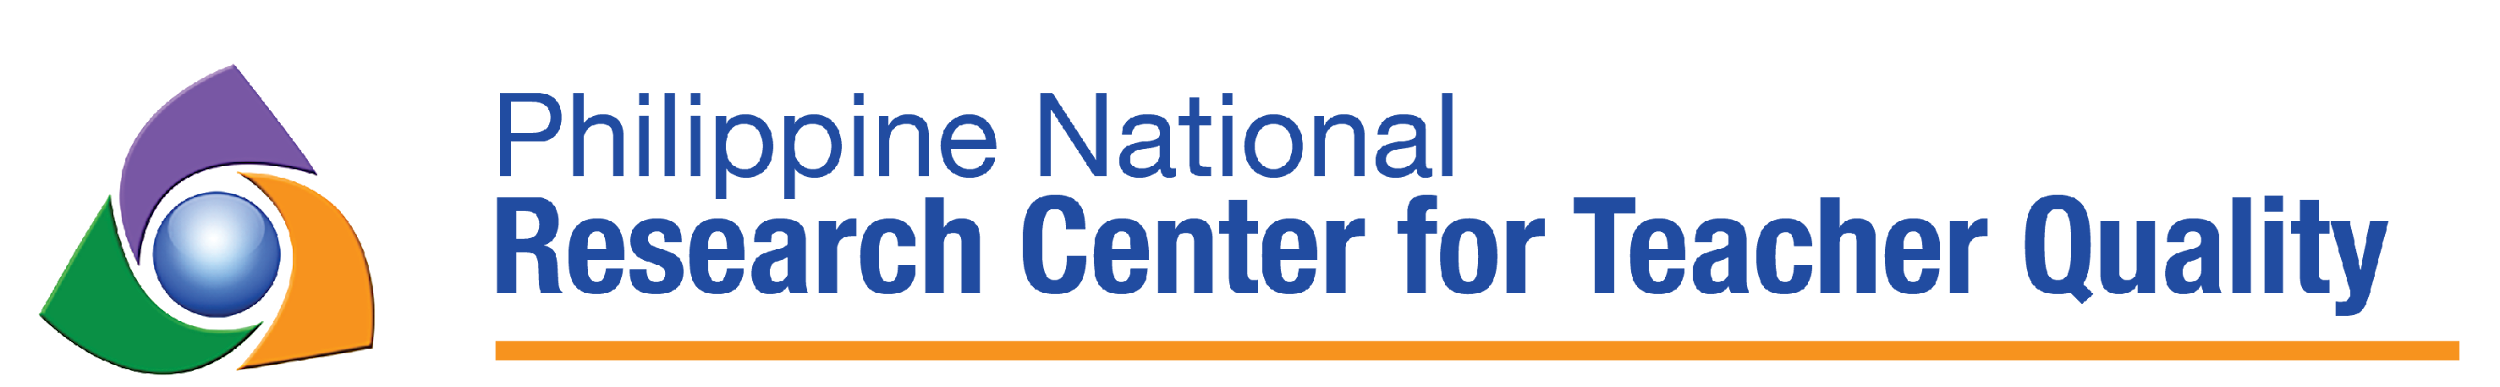 Philippine National
Research Center for Teacher Quality